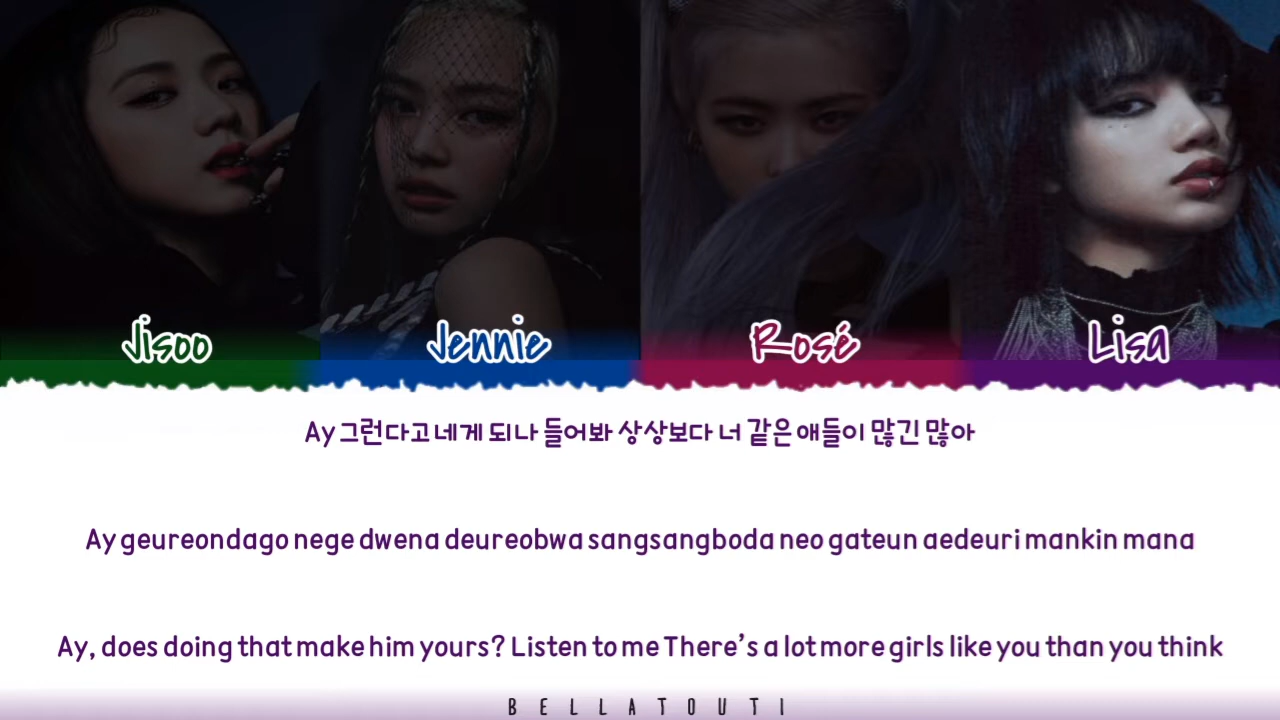 Jisoo Jennie Rosé Lisa
Ay 그런다고 네게 되나 들어봐 상상보다 너 같은 애들이 많긴 많아
Ay geureondago nege dwena deureobwa sangsangboda neo gateun aedeuri mankin mana
Ay, does doing that make him yours? Listen to me There's a lot more girls like you than you think
BELLATOUTI